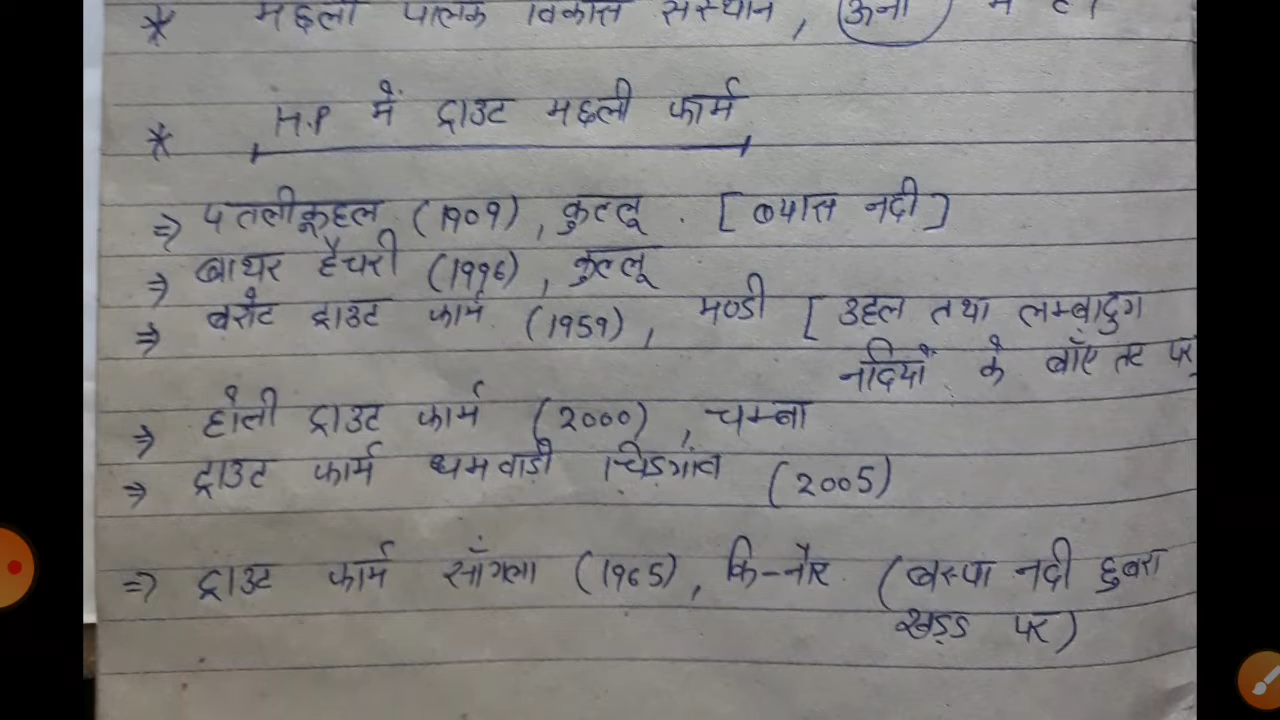 * मछली पालक विकास संस्थान, ऊना में है।
* H.P में ट्राउट मछली फार्म
⇒ पतलीकूहल (1909), कुल्लू. [ब्यास नदी]
⇒ बाथर हैचरी (1996), कुल्लू
⇒ बरोट ट्राउट फार्म (1959), मण्डी [उहल तथा लम्बाडुग
नदियों के बाँए तट पर]
⇒ होली ट्राउट फार्म (2000), चम्बा
⇒ ट्राउट फार्म धमवाड़ी चिड़गांव (2005)
⇒ ट्राउट फार्म साँगला (1965), किन्नौर. (बस्पा नदी दुबरा
खड्ड पर)